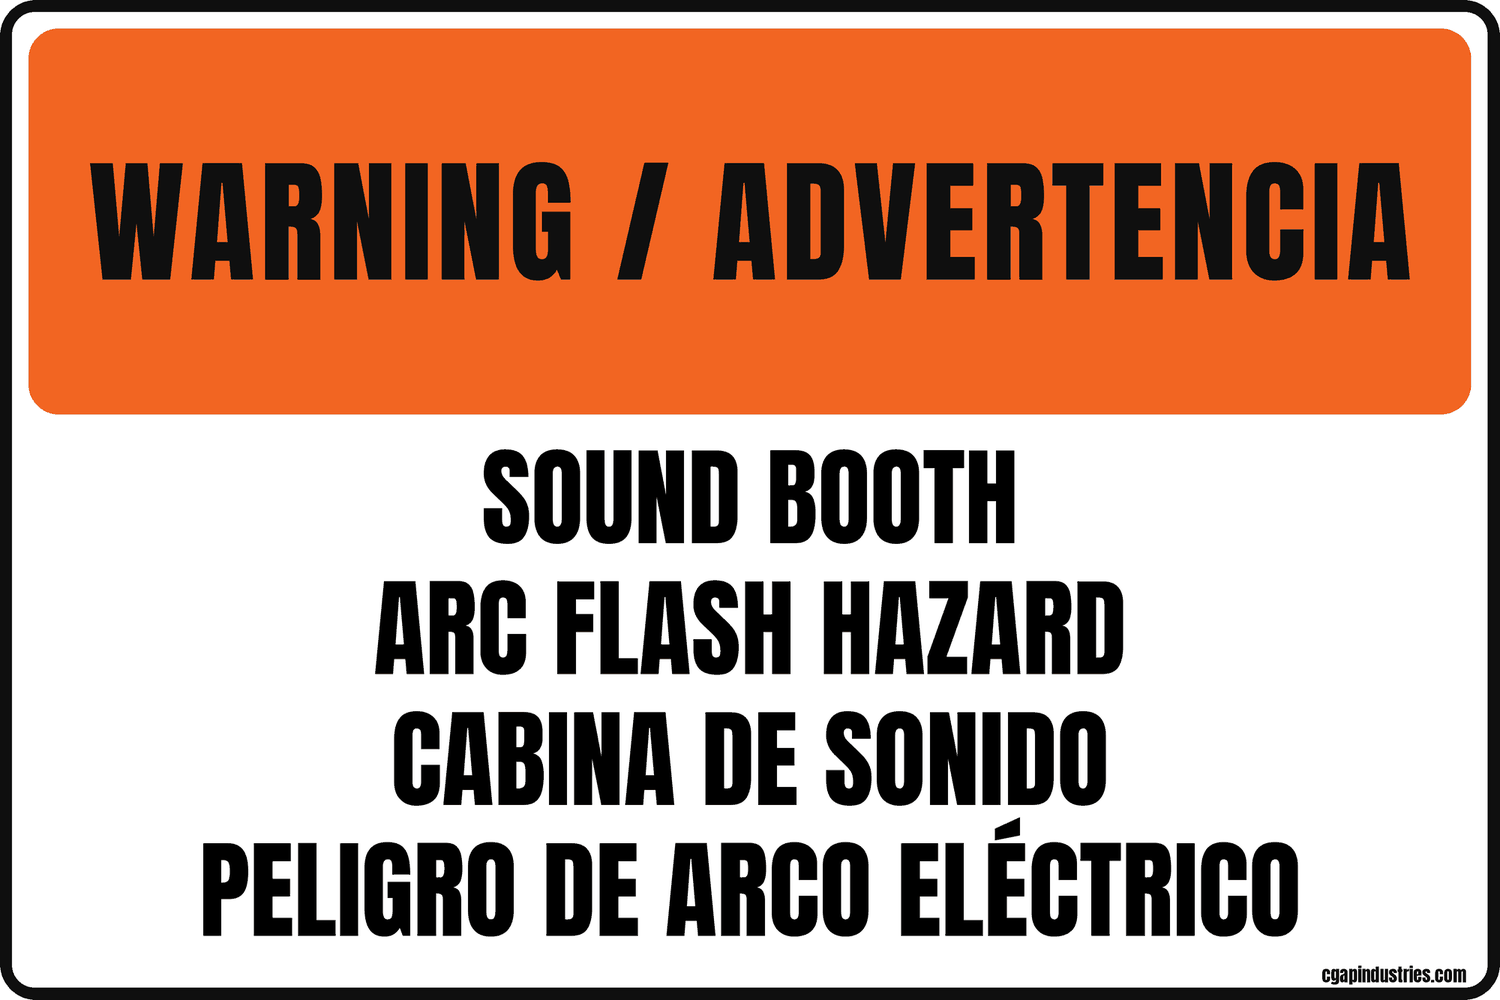 WARNING / ADVERTENCIA
SOUND BOOTH
ARC FLASH HAZARD
CABINA DE SONIDO
PELIGRO DE ARCO ELÉCTRICO
cgapindustries.com